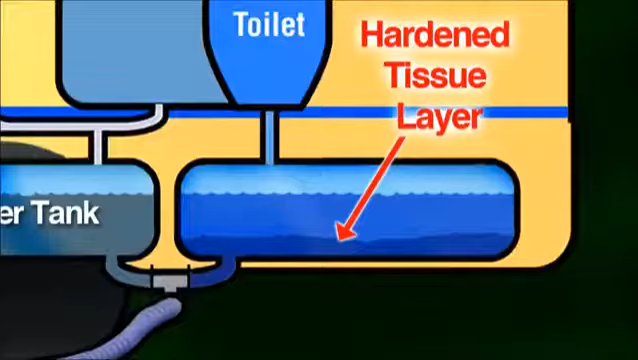 Toilet
Hardened
Tissue
Layer
er Tank